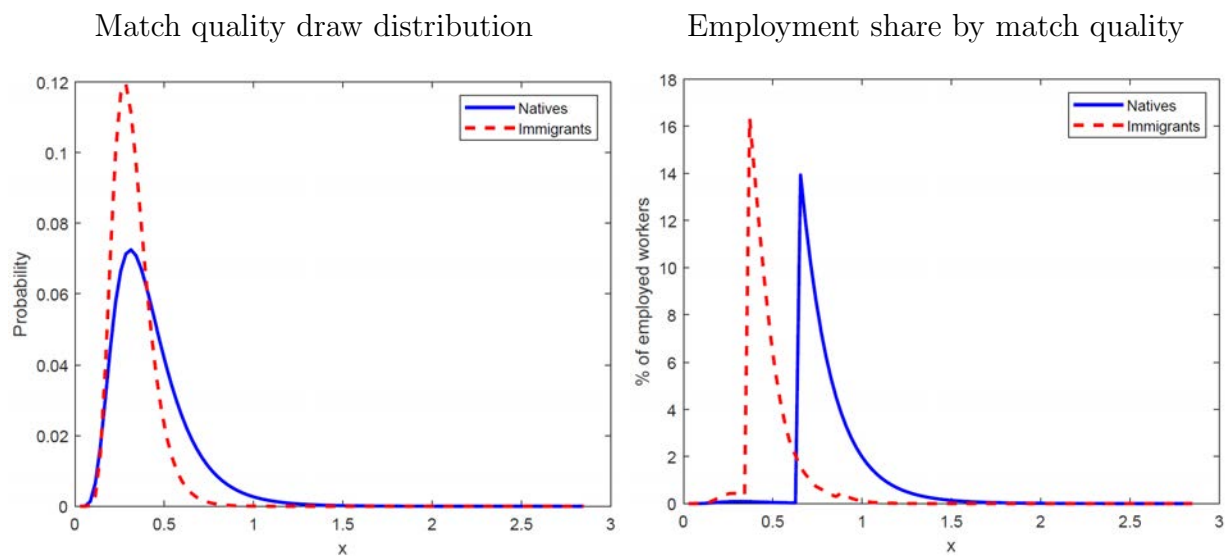 Match quality draw distribution
Employment share by match quality
0.12
0.1
0.08
0.06
0.04
0.02
0
Probability
Natives
Immigrants
0 0.5 1 1.5 2 2.5 3
x
18
16
14
12
10
8
6
4
2
0
% of employed workers
Natives
Immigrants
0 0.5 1 1.5 2 2.5 3
x